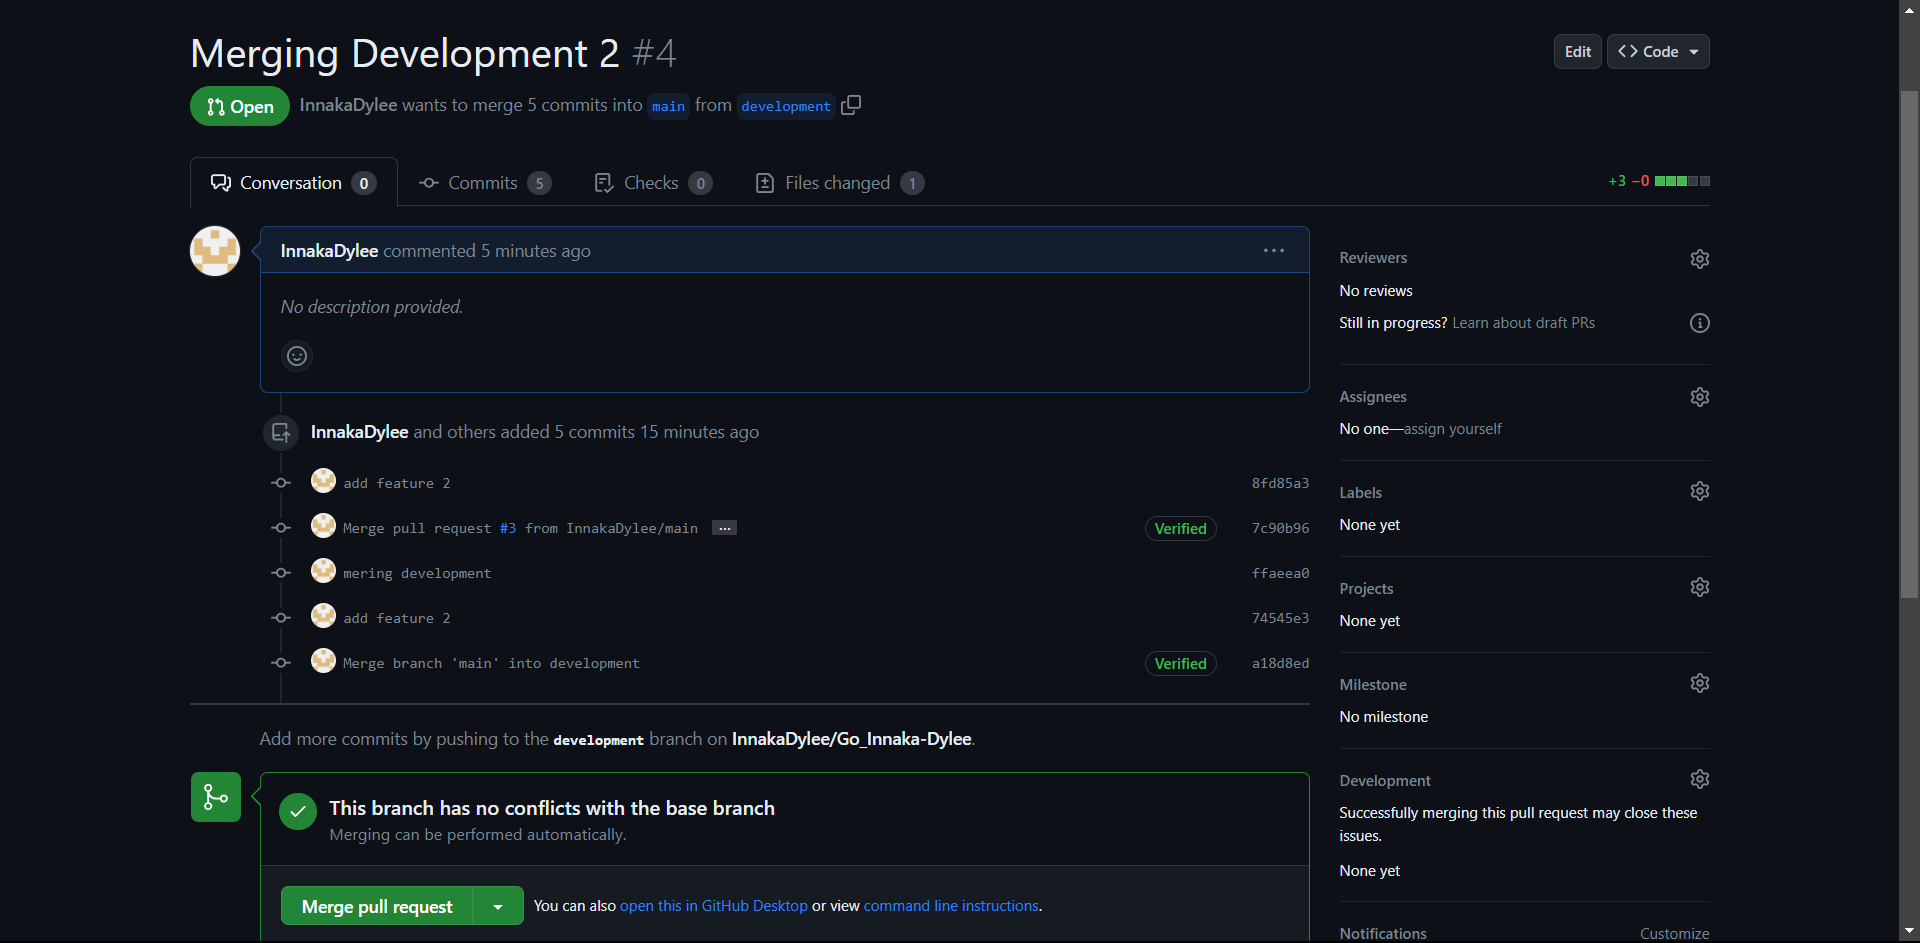 Merging Development 2 #4
Edit
Code
Open
InnakaDylee wants to merge 5 commits into main from development
Conversation 0
Commits 5
Checks 0
Files changed 1
+3 −0
InnakaDylee commented 5 minutes ago
No description provided.
InnakaDylee and others added 5 commits 15 minutes ago
add feature 2 8fd85a3
Merge pull request #3 from InnakaDylee/main ... Verified 7c90b96
mering development ffaeea0
add feature 2 74545e3
Merge branch 'main' into development Verified a18d8ed
Add more commits by pushing to the development branch on InnakaDylee/Go_Innaka-Dylee.
This branch has no conflicts with the base branch
Merging can be performed automatically.
Merge pull request
You can also open this in GitHub Desktop or view command line instructions.
Reviewers
No reviews
Still in progress? Learn about draft PRs
Assignees
No one—assign yourself
Labels
None yet
Projects
None yet
Milestone
No milestone
Development
Successfully merging this pull request may close these
issues.
None yet
Notifications Customize